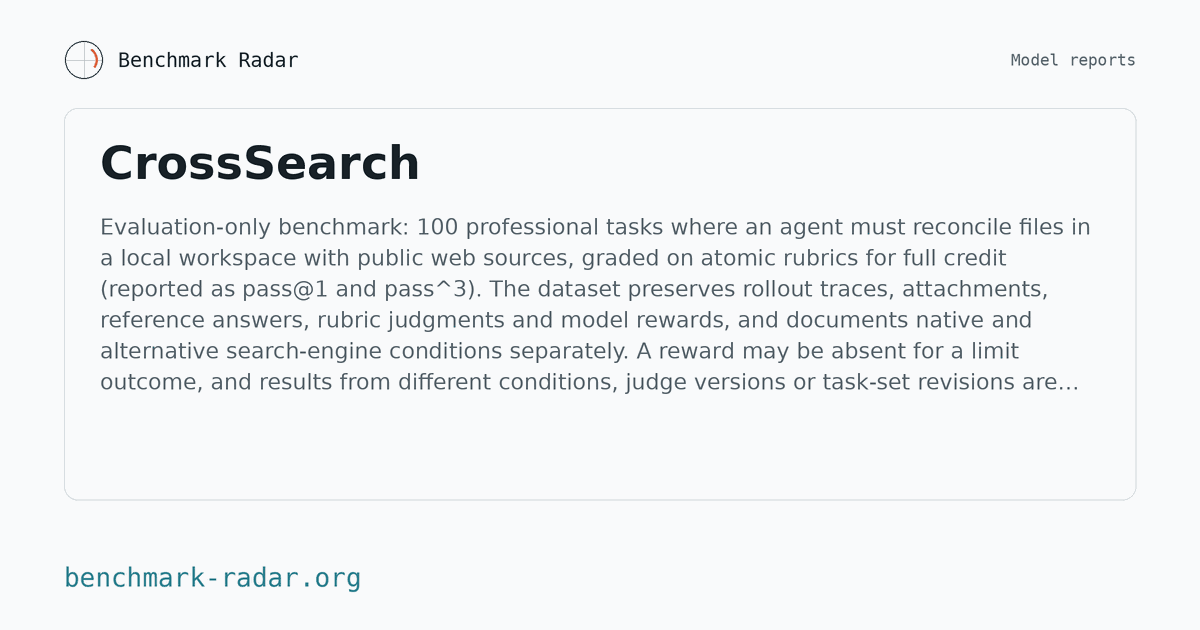 Benchmark Radar
Model reports
CrossSearch
Evaluation-only benchmark: 100 professional tasks where an agent must reconcile files in
a local workspace with public web sources, graded on atomic rubrics for full credit
(reported as pass@1 and pass^3). The dataset preserves rollout traces, attachments,
reference answers, rubric judgments and model rewards, and documents native and
alternative search-engine conditions separately. A reward may be absent for a limit
outcome, and results from different conditions, judge versions or task-set revisions are…
benchmark-radar.org